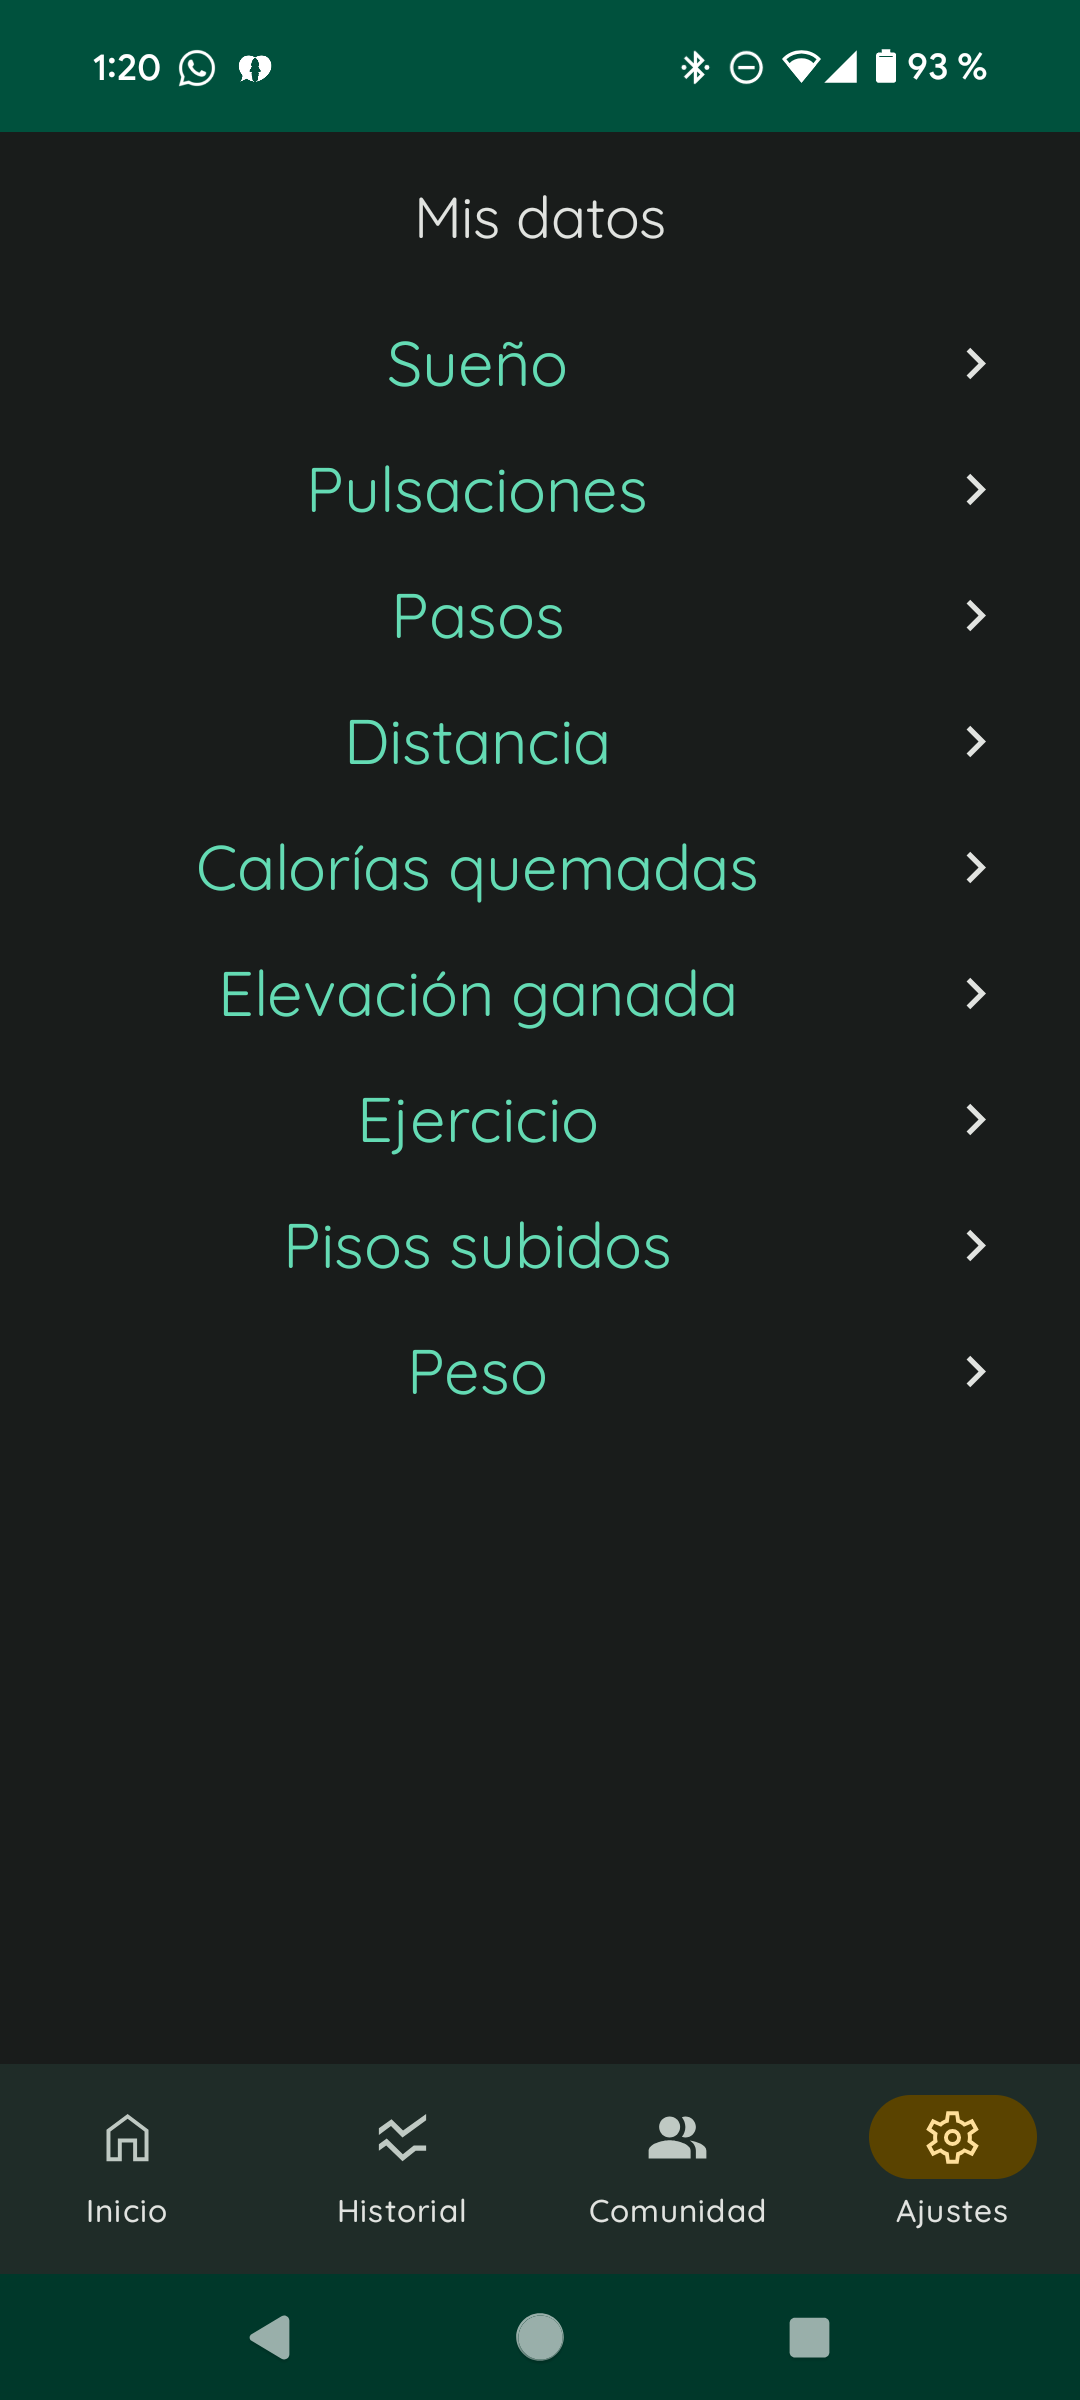 1:20
93 %
Mis datos
Sueño
Pulsaciones
Pasos
Distancia
Calorías quemadas
Elevación ganada
Ejercicio
Pisos subidos
Peso
Inicio
Historial
Comunidad
Ajustes